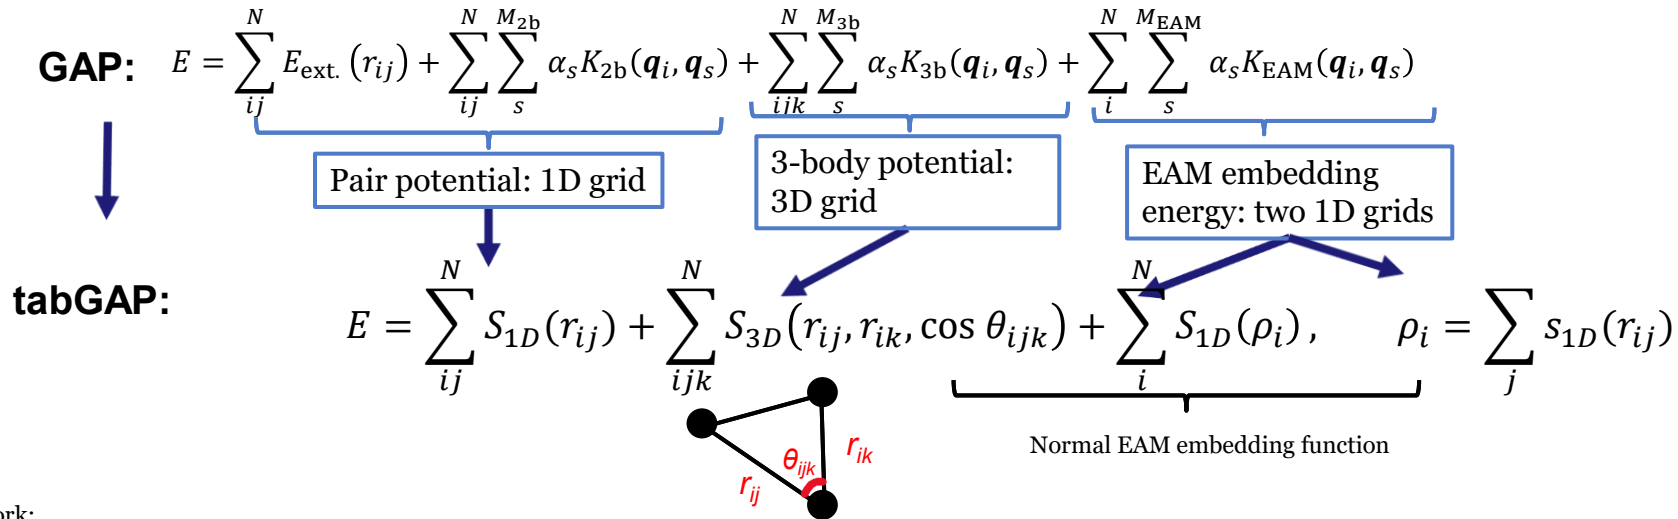 GAP: E = ∑_{ij}^{N} E_{ext.}(r_{ij}) + ∑_{ij}^{N} ∑_{s}^{M_{2b}} α_s K_{2b}(𝒒_i, 𝒒_s) + ∑_{ijk}^{N} ∑_{s}^{M_{3b}} α_s K_{3b}(𝒒_i, 𝒒_s) + ∑_{i}^{N} ∑_{s}^{M_{EAM}} α_s K_{EAM}(𝒒_i, 𝒒_s)
Pair potential: 1D grid
3-body potential:
3D grid
EAM embedding
energy: two 1D grids
tabGAP: E = ∑_{ij}^{N} S_{1D}(r_{ij}) + ∑_{ijk}^{N} S_{3D}(r_{ij}, r_{ik}, cos θ_{ijk}) + ∑_{i}^{N} S_{1D}(ρ_i), ρ_i = ∑_{j} s_{1D}(r_{ij})
Normal EAM embedding function
θ_{ijk}
r_{ik}
r_{ij}